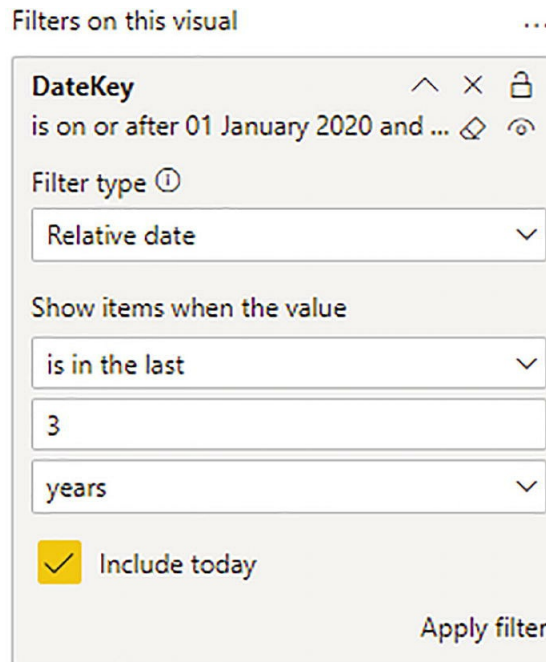 Filters on this visual ...
DateKey
is on or after 01 January 2020 and ...
Filter type
Relative date
Show items when the value
is in the last
3
years
Include today
Apply filter